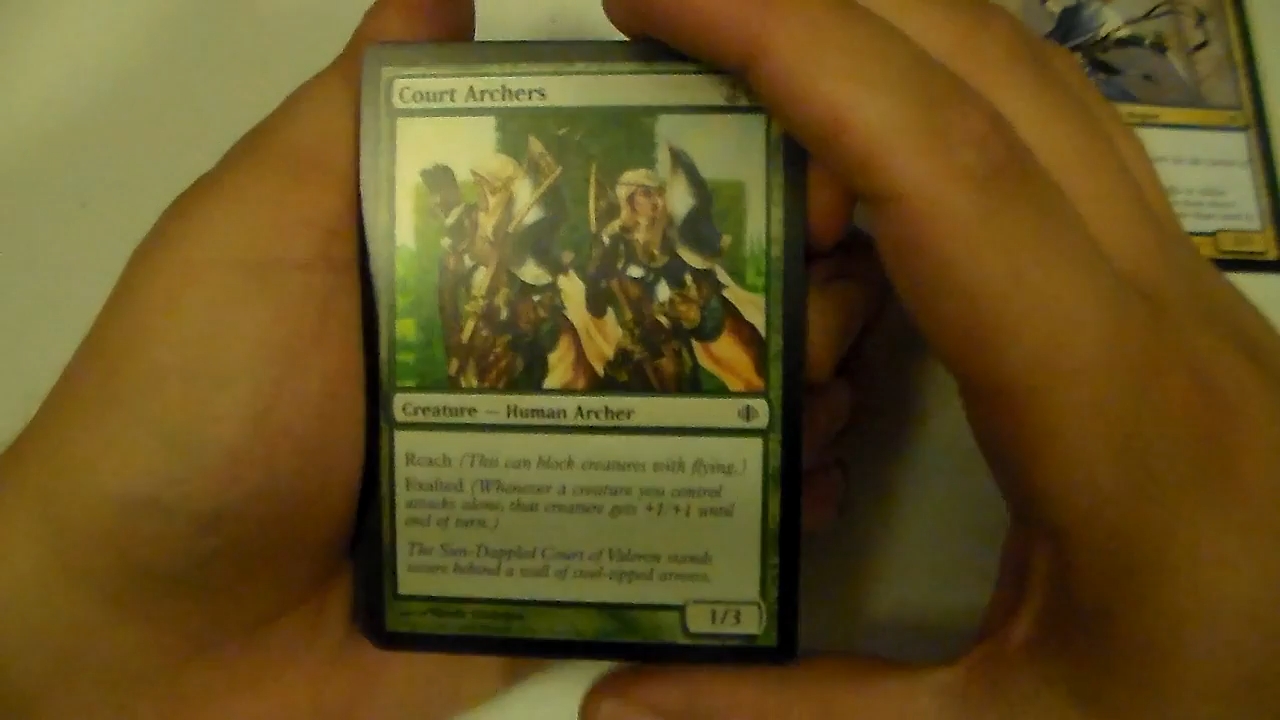 Court Archers
Creature — Human Archer
Reach (This can block creatures with flying.)
Exalted (Whenever a creature you control
attacks alone, that creature gets +1/+1 until
end of turn.)
The Sun-Dappled Court of Valeron stands
secure behind a wall of steel-tipped arrows.
1/3